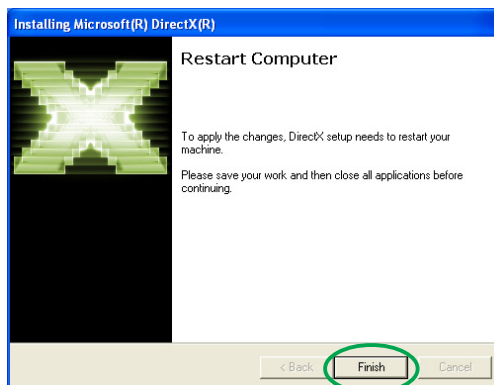 Installing Microsoft(R) DirectX(R)
Restart Computer
To apply the changes, DirectX setup needs to restart your
machine.
Please save your work and then close all applications before
continuing.
< Back Finish Cancel